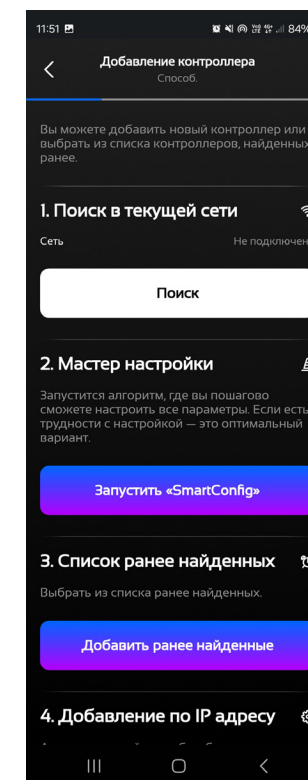 11:51 84%
Добавление контроллера
Способ.
Вы можете добавить новый контроллер или
выбрать из списка контроллеров, найденных
ранее.
1. Поиск в текущей сети
Сеть Не подключен
Поиск
2. Мастер настройки
Запустится алгоритм, где вы пошагово
сможете настроить все параметры. Если есть
трудности с настройкой — это оптимальный
вариант.
Запустить «SmartConfig»
3. Список ранее найденных
Выбрать из списка ранее найденных.
Добавить ранее найденные
4. Добавление по IP адресу